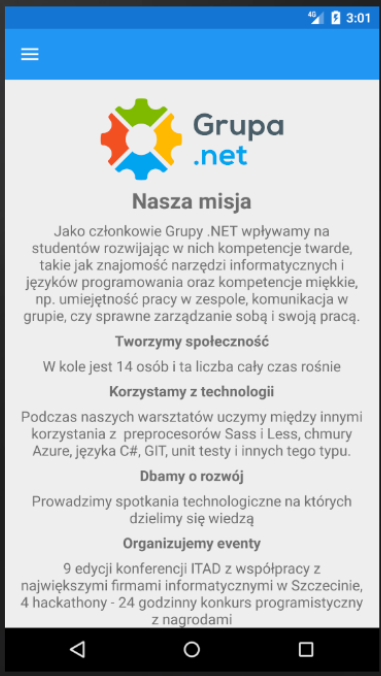 4G 3:01
Grupa
.net
Nasza misja
Jako członkowie Grupy .NET wpływamy na
studentów rozwijając w nich kompetencje twarde,
takie jak znajomość narzędzi informatycznych i
języków programowania oraz kompetencje miękkie,
np. umiejętność pracy w zespole, komunikacja w
grupie, czy sprawne zarządzanie sobą i swoją pracą.
Tworzymy społeczność
W kole jest 14 osób i ta liczba cały czas rośnie
Korzystamy z technologii
Podczas naszych warsztatów uczymy między innymi
korzystania z  preprocesorów Sass i Less, chmury
Azure, języka C#, GIT, unit testy i innych tego typu.
Dbamy o rozwój
Prowadzimy spotkania technologiczne na których
dzielimy się wiedzą
Organizujemy eventy
9 edycji konferencji ITAD z współpracy z
największymi firmami informatycznymi w Szczecinie,
4 hackathony - 24 godzinny konkurs programistyczny
z nagrodami